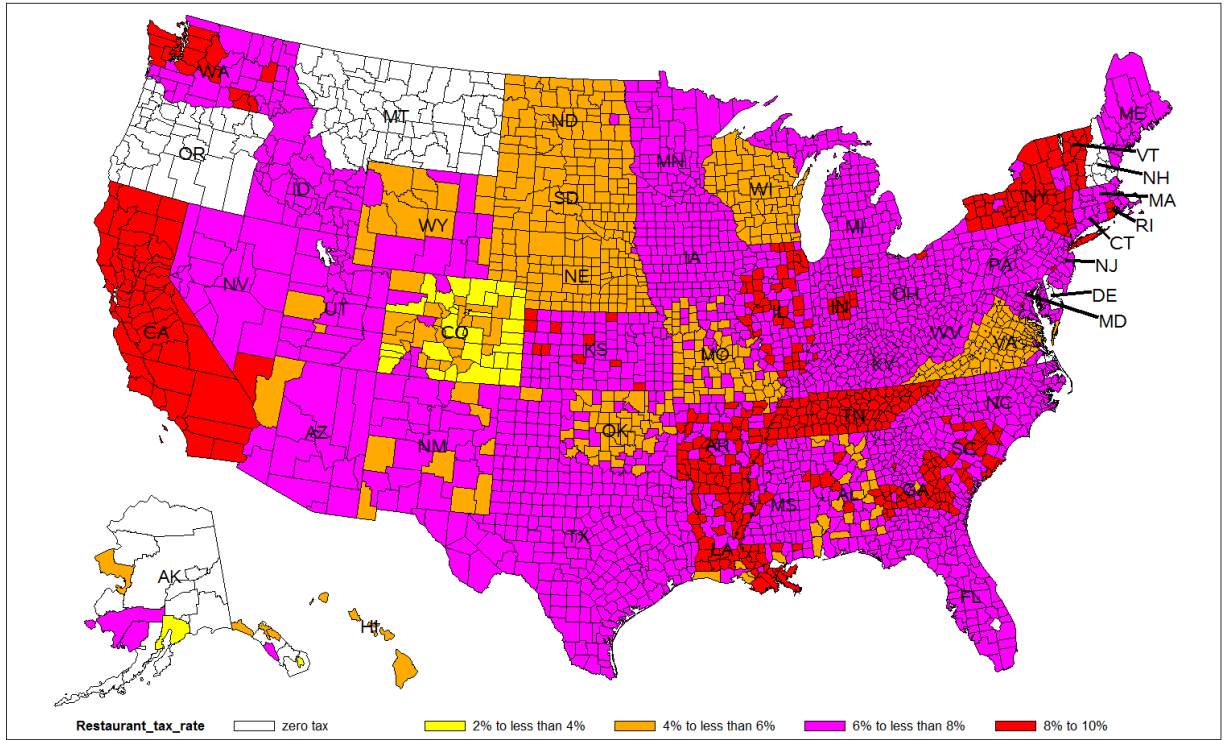 WA
MT
ND
ME
OR
MN
VT
ID
SD
WI
NH
WY
NY
MA
MI
RI
IA
CT
NV
NE
PA
NJ
UT
CO
IL
IN
OH
DE
CA
KS
MO
WV
VA
MD
KY
AZ
NM
OK
TN
NC
AR
SC
MS
AL
GA
TX
LA
AK
FL
HI
Restaurant_tax_rate zero tax 2% to less than 4% 4% to less than 6% 6% to less than 8% 8% to 10%